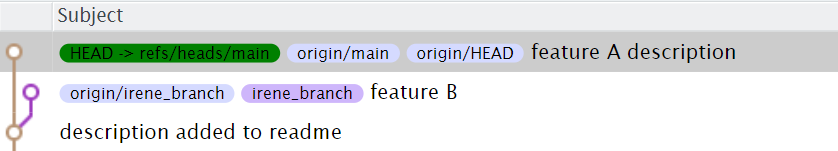 Subject
HEAD -> refs/heads/main origin/main origin/HEAD feature A description
origin/irene_branch irene_branch feature B
description added to readme